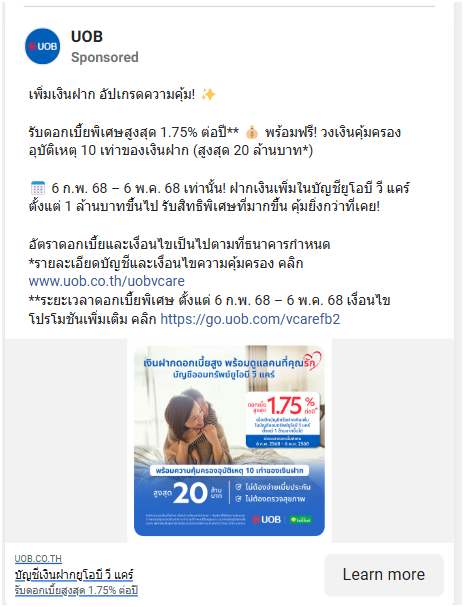 UOB
UOB
Sponsored
เพิ่มเงินฝาก อัปเกรดความคุ้ม! ✨
รับดอกเบี้ยพิเศษสูงสุด 1.75% ต่อปี** 💰 พร้อมฟรี! วงเงินคุ้มครอง
อุบัติเหตุ 10 เท่าของเงินฝาก (สูงสุด 20 ล้านบาท*)
🗓️ 6 ก.พ. 68 – 6 พ.ค. 68 เท่านั้น! ฝากเงินเพิ่มในบัญชียูโอบี วี แคร์
ตั้งแต่ 1 ล้านบาทขึ้นไป รับสิทธิพิเศษที่มากขึ้น คุ้มยิ่งกว่าที่เคย!
อัตราดอกเบี้ยและเงื่อนไขเป็นไปตามที่ธนาคารกำหนด
*รายละเอียดบัญชีและเงื่อนไขความคุ้มครอง คลิก
www.uob.co.th/uobvcare
**ระยะเวลาดอกเบี้ยพิเศษ ตั้งแต่ 6 ก.พ. 68 – 6 พ.ค. 68 เงื่อนไข
โปรโมชันเพิ่มเติม คลิก https://go.uob.com/vcarefb2
เงินฝากดอกเบี้ยสูง พร้อมดูแลคนที่คุณรัก
บัญชีออมทรัพย์ยูโอบี วี แคร์
ดอกเบี้ยสูงสุด 1.75% ต่อปี*
ตั้งแต่ 1 ล้านขึ้นไป
6 ก.พ. 2568 - 6 พ.ค. 2568
พร้อมความคุ้มครองอุบัติเหตุ 10 เท่าของเงินฝาก
สูงสุด 20 ล้านบาท
ไม่ต้องจ่ายเบี้ยประกัน
ไม่ต้องตรวจสุขภาพ
UOB
UOB.CO.TH
บัญชีเงินฝากยูโอบี วี แคร์
รับดอกเบี้ยสูงสุด 1.75% ต่อปี
Learn more